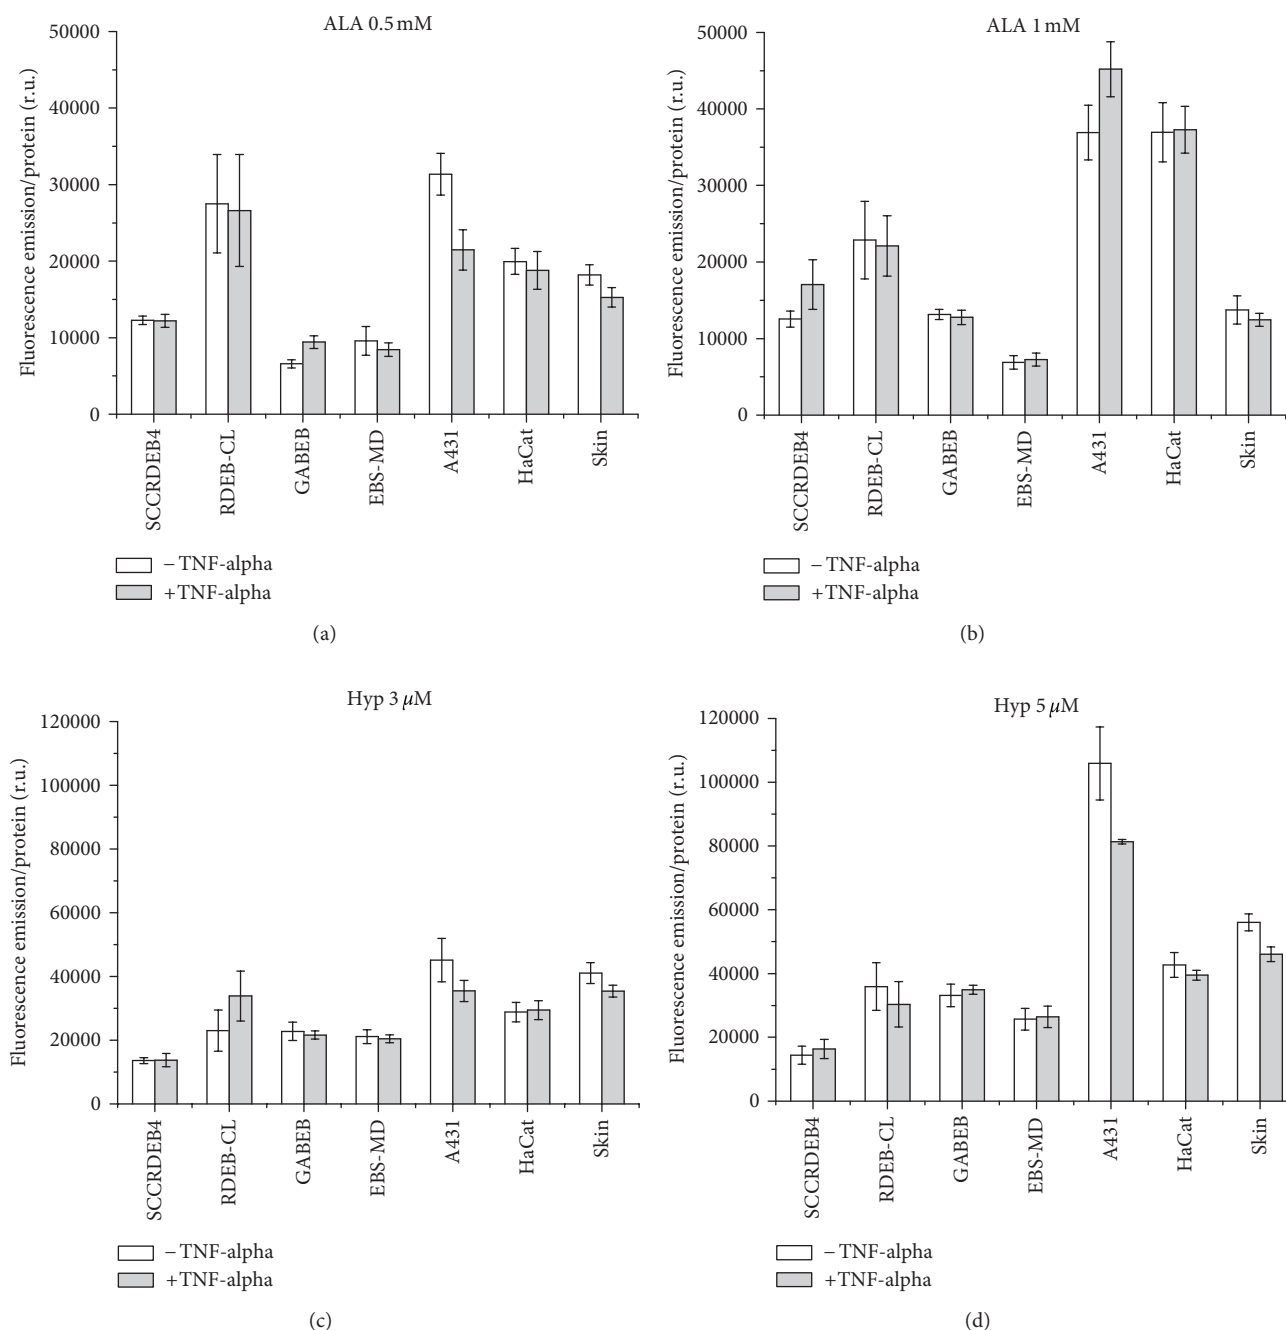 ALA 0.5 mM
Fluorescence emission/protein (r.u.)
50000
40000
30000
20000
10000
0
SCCRDEB4
RDEB-CL
GABEB
EBS-MD
A431
HaCat
Skin
− TNF-alpha
+TNF-alpha
(a)
ALA 1 mM
Fluorescence emission/protein (r.u.)
50000
40000
30000
20000
10000
0
SCCRDEB4
RDEB-CL
GABEB
EBS-MD
A431
HaCat
Skin
− TNF-alpha
+TNF-alpha
(b)
Hyp 3 μM
Fluorescence emission/protein (r.u.)
120000
100000
80000
60000
40000
20000
0
SCCRDEB4
RDEB-CL
GABEB
EBS-MD
A431
HaCat
Skin
− TNF-alpha
+TNF-alpha
(c)
Hyp 5 μM
Fluorescence emission/protein (r.u.)
120000
100000
80000
60000
40000
20000
0
SCCRDEB4
RDEB-CL
GABEB
EBS-MD
A431
HaCat
Skin
− TNF-alpha
+TNF-alpha
(d)